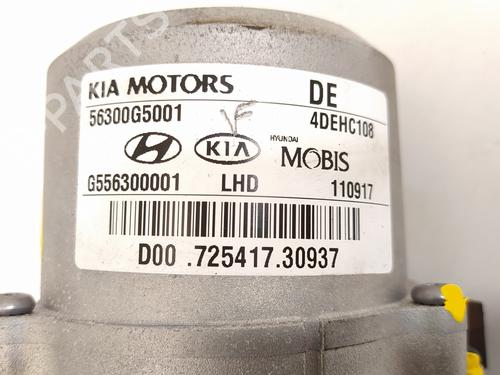 KIA MOTORS DE
56300G5001 4DEHC108
HYUNDAI
KIA MOBIS
G556300001 LHD 110917
D00 .725417.30937